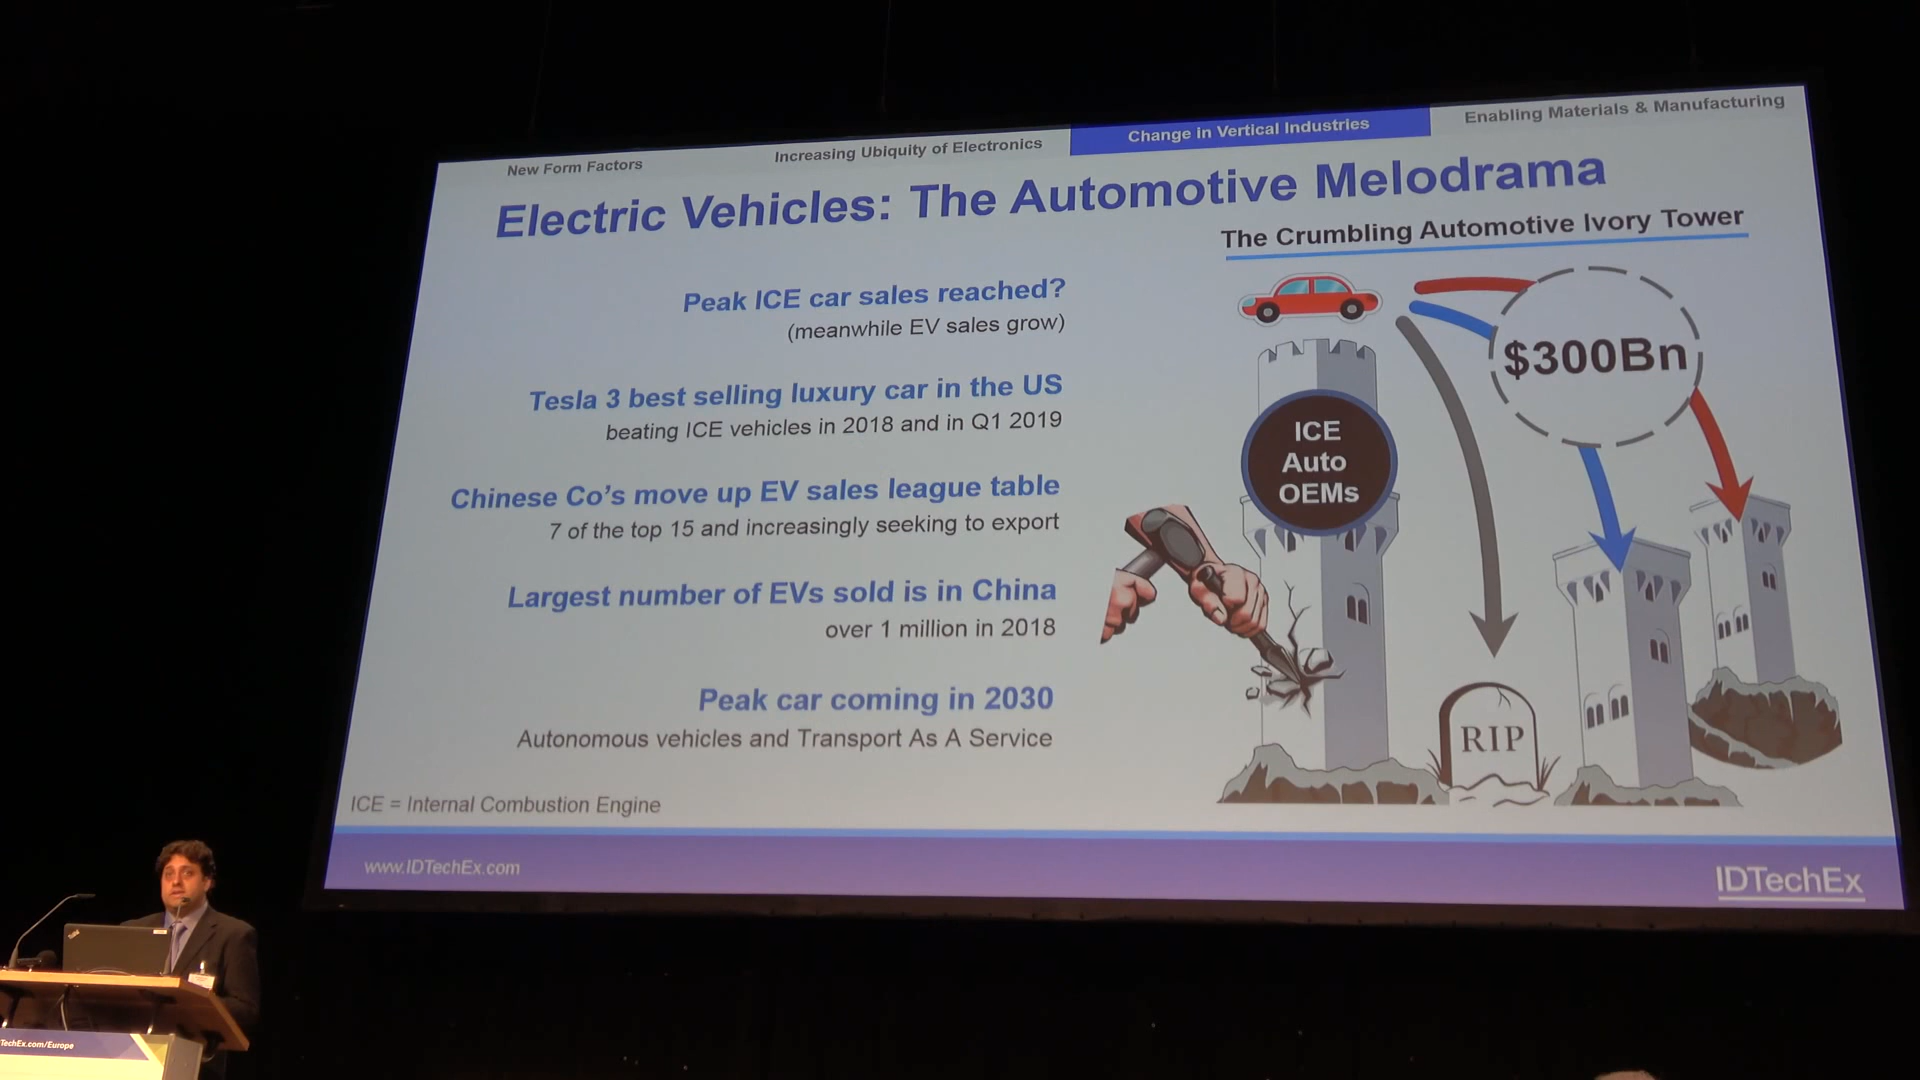 New Form Factors
Increasing Ubiquity of Electronics
Change in Vertical Industries
Enabling Materials & Manufacturing
Electric Vehicles: The Automotive Melodrama
The Crumbling Automotive Ivory Tower
Peak ICE car sales reached?
(meanwhile EV sales grow)
Tesla 3 best selling luxury car in the US
beating ICE vehicles in 2018 and in Q1 2019
Chinese Co's move up EV sales league table
7 of the top 15 and increasingly seeking to export
Largest number of EVs sold is in China
over 1 million in 2018
Peak car coming in 2030
Autonomous vehicles and Transport As A Service
ICE = Internal Combustion Engine
$300Bn
ICE
Auto
OEMs
RIP
www.IDTechEx.com
IDTechEx
TechEx.com/Europe